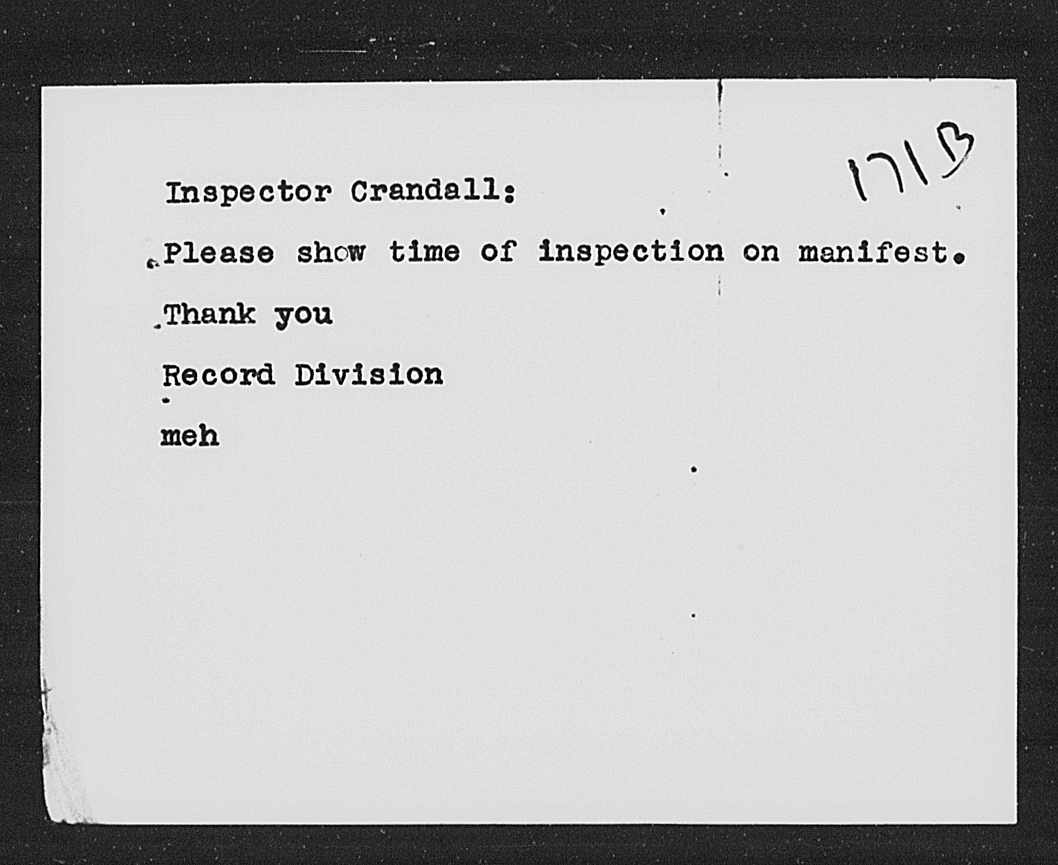 171B
Inspector Crandall:
Please show time of inspection on manifest.
Thank you
Record Division
meh